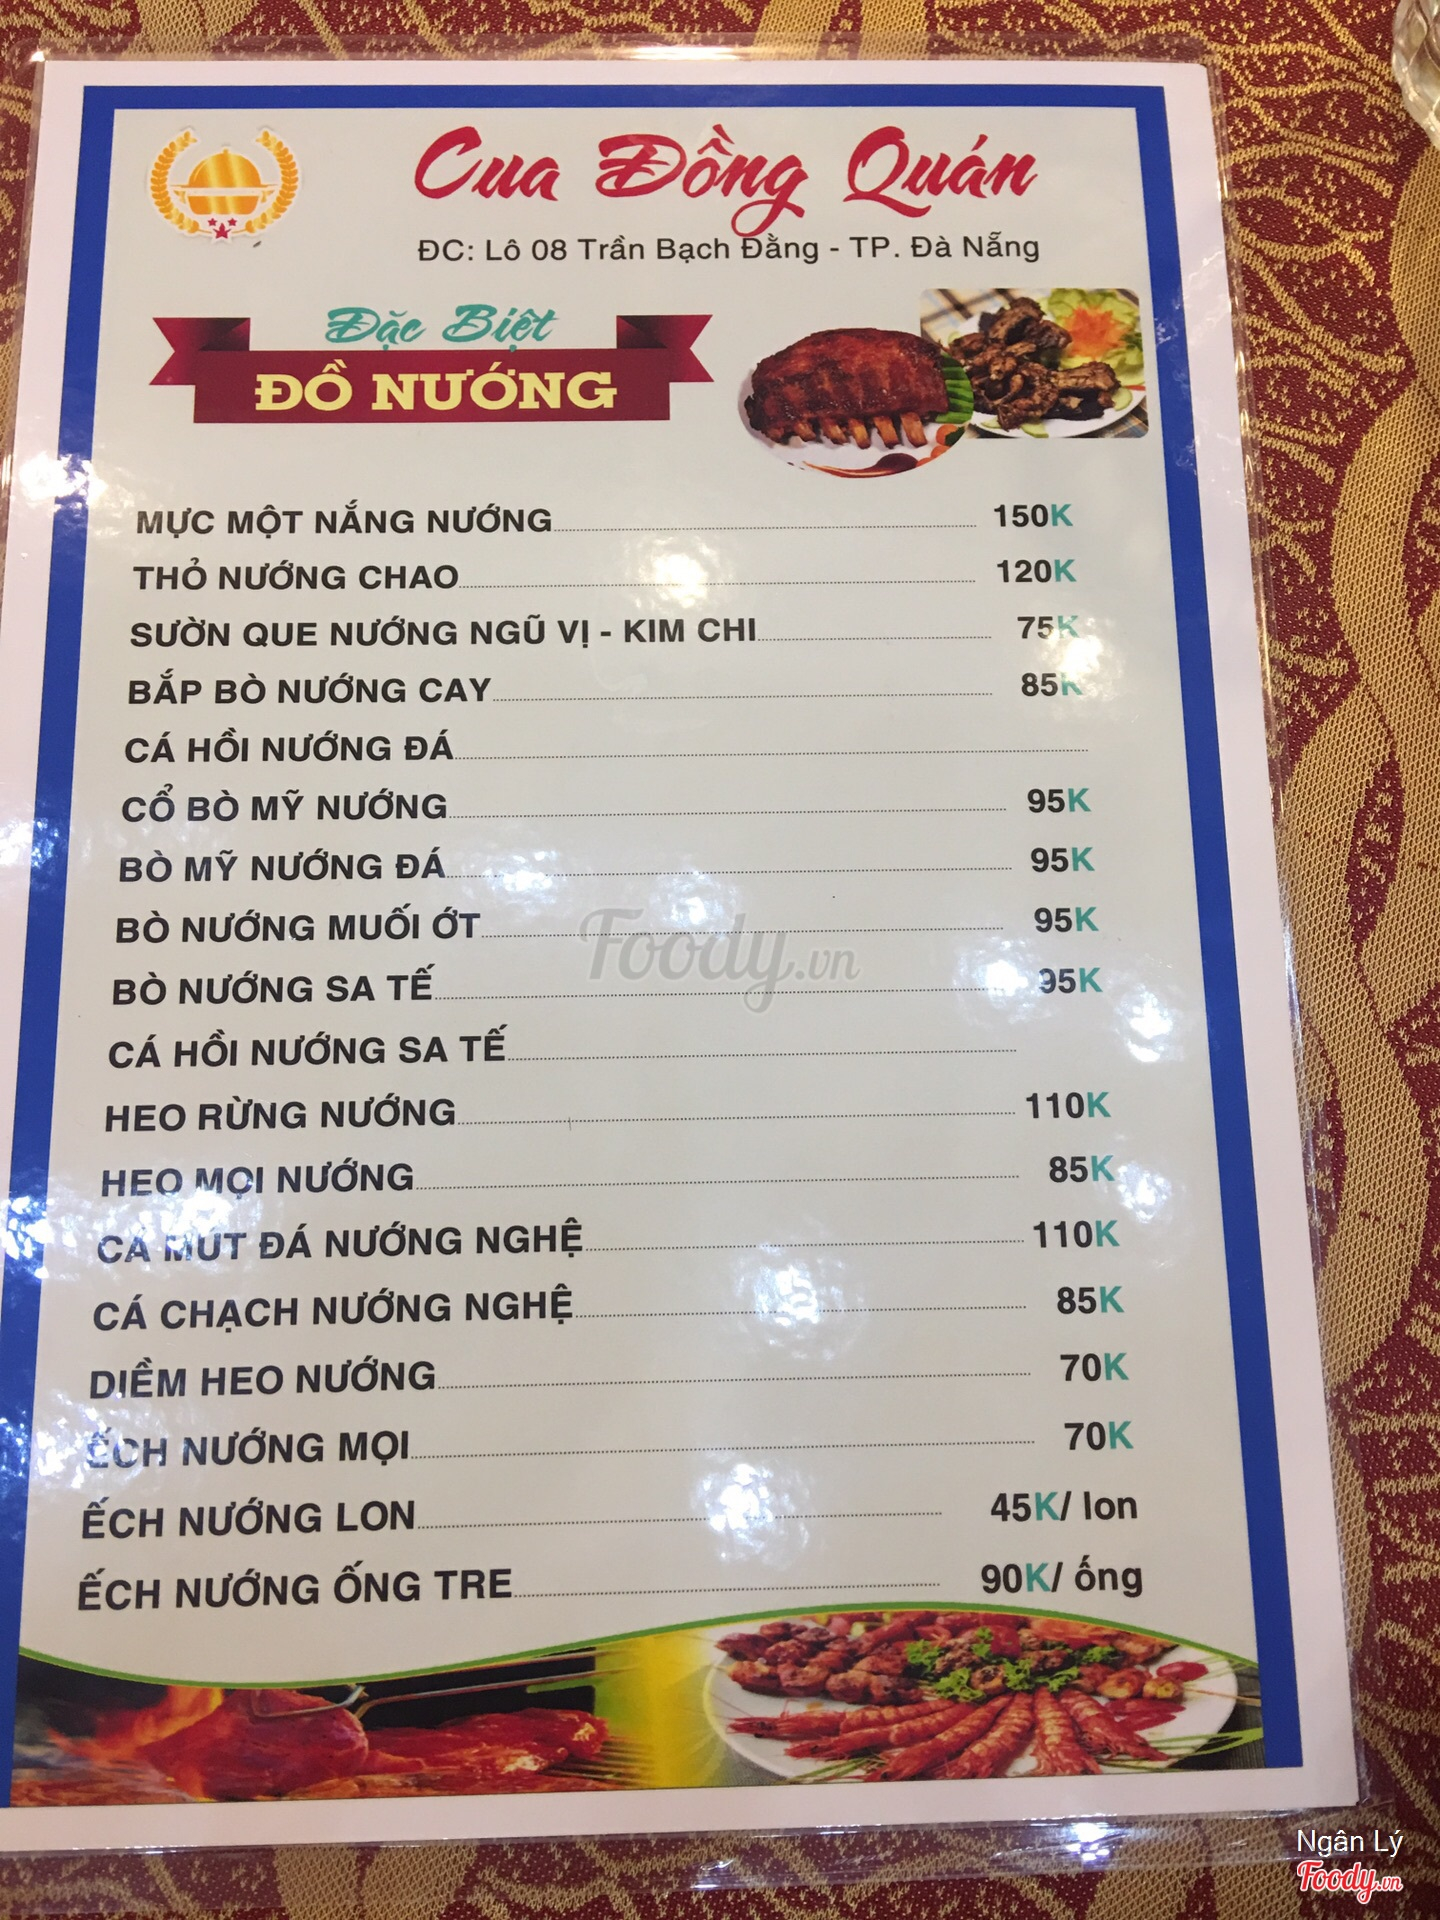 Cua Đồng Quán
ĐC: Lô 08 Trần Bạch Đằng - TP. Đà Nẵng
Đặc Biệt
ĐỒ NƯỚNG
MỰC MỘT NẮNG NƯỚNG 150K
THỎ NƯỚNG CHAO 120K
SƯỜN QUE NƯỚNG NGŨ VỊ - KIM CHI 75K
BẮP BÒ NƯỚNG CAY 85K
CÁ HỒI NƯỚNG ĐÁ
CỔ BÒ MỸ NƯỚNG 95K
BÒ MỸ NƯỚNG ĐÁ 95K
BÒ NƯỚNG MUỐI ỚT 95K
BÒ NƯỚNG SA TẾ 95K
CÁ HỒI NƯỚNG SA TẾ
HEO RỪNG NƯỚNG 110K
HEO MỌI NƯỚNG 85K
CÁ MÚT ĐÁ NƯỚNG NGHỆ 110K
CÁ CHẠCH NƯỚNG NGHỆ 85K
DIỀM HEO NƯỚNG 70K
ẾCH NƯỚNG MỌI 70K
ẾCH NƯỚNG LON 45K/ lon
ẾCH NƯỚNG ỐNG TRE 90K/ ống
Foody.vn
Ngân Lý
Foody.vn